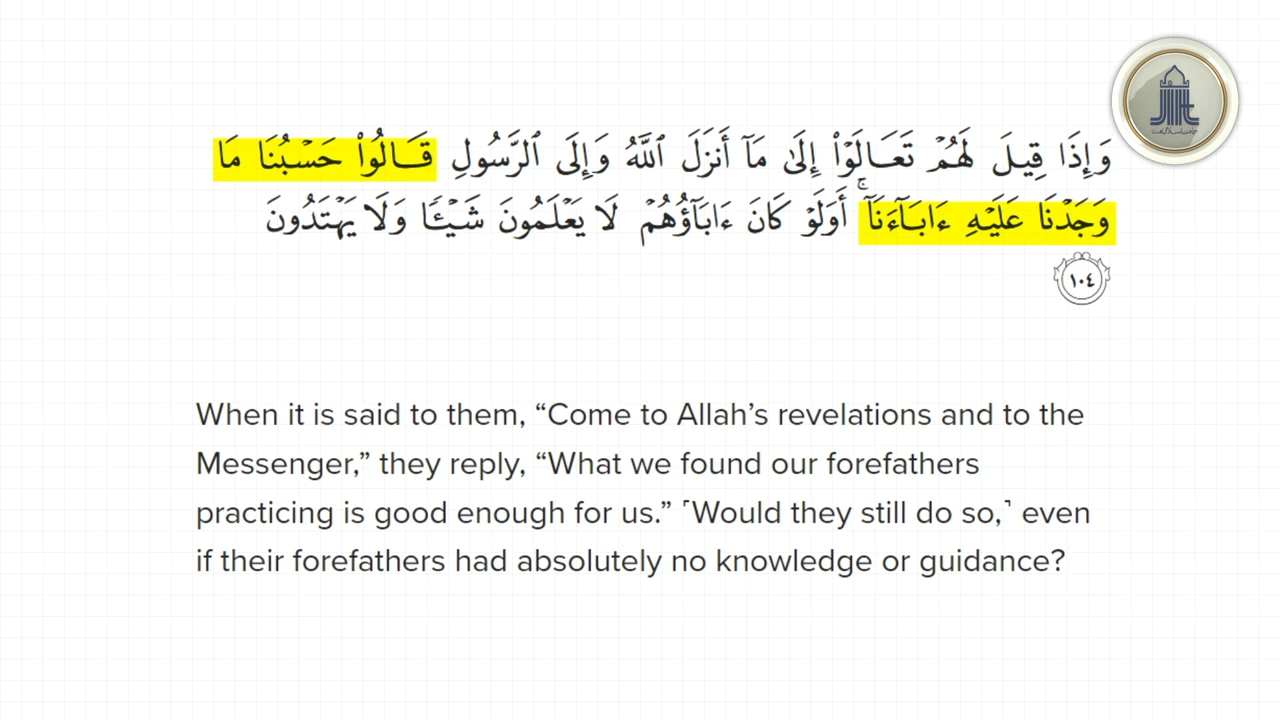 وَإِذَا قِيلَ لَهُمْ تَعَالَوْا۟ إِلَىٰ مَآ أَنزَلَ ٱللَّهُ وَإِلَى ٱلرَّسُولِ قَالُوا۟ حَسْبُنَا مَا
وَجَدْنَا عَلَيْهِ ءَابَآءَنَآ ۚ أَوَلَوْ كَانَ ءَابَآؤُهُمْ لَا يَعْلَمُونَ شَيْـًٔا وَلَا يَهْتَدُونَ
١٠٤
When it is said to them, “Come to Allah’s revelations and to the
Messenger,” they reply, “What we found our forefathers
practicing is good enough for us.” ˹Would they still do so,˺ even
if their forefathers had absolutely no knowledge or guidance?